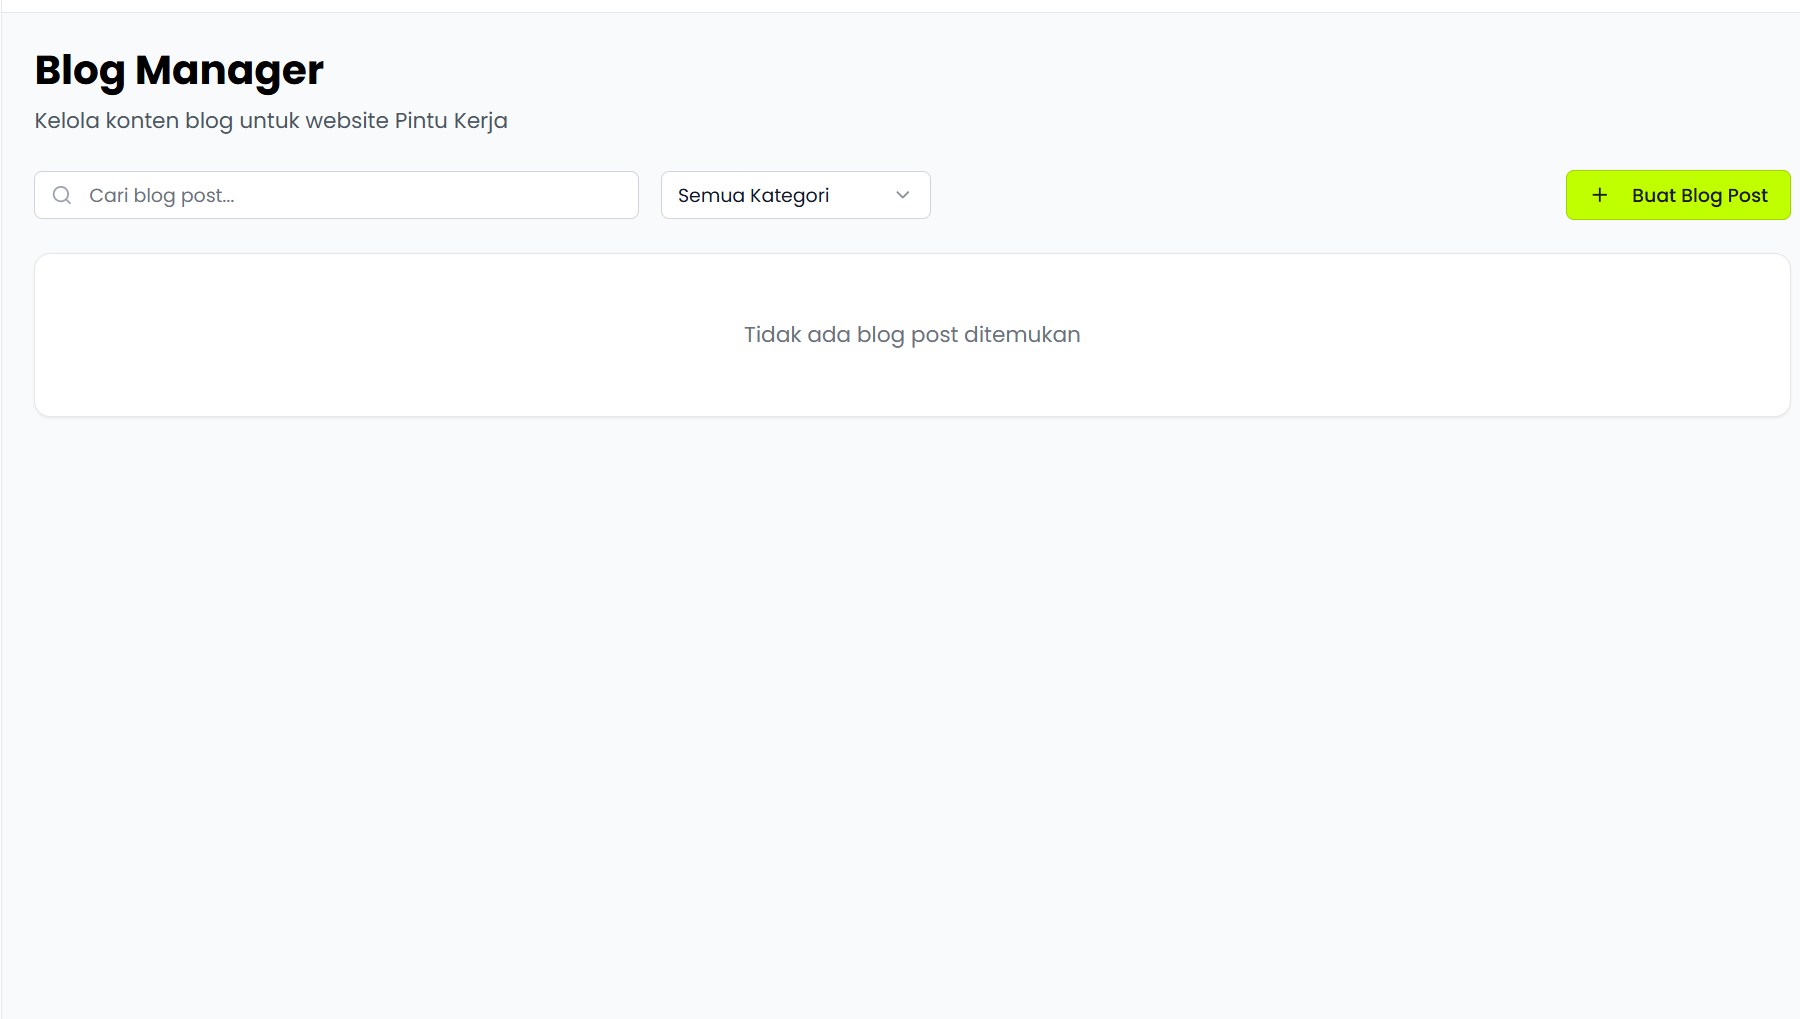 Blog Manager
Kelola konten blog untuk website Pintu Kerja
Cari blog post...
Semua Kategori
Buat Blog Post
Tidak ada blog post ditemukan